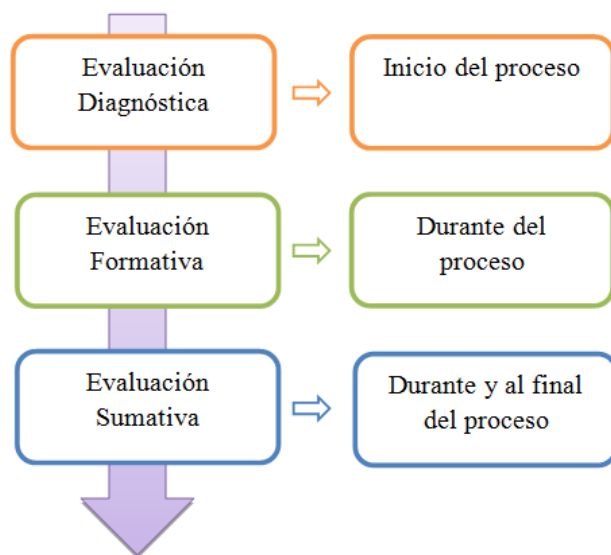 Evaluación
Diagnóstica
Inicio del proceso
Evaluación
Formativa
Durante del
proceso
Evaluación
Sumativa
Durante y al final
del proceso